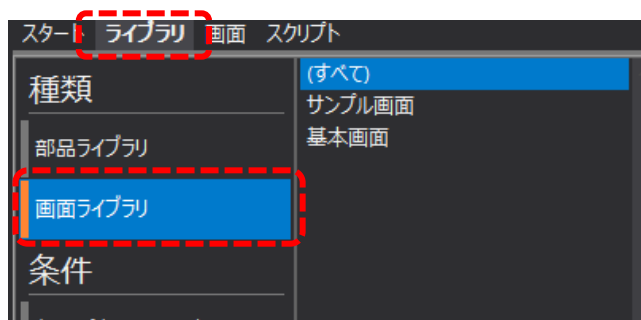 スタート ライブラリ 画面 スクリプト
種類
(すべて)
サンプル画面
基本画面
部品ライブラリ
画面ライブラリ
条件